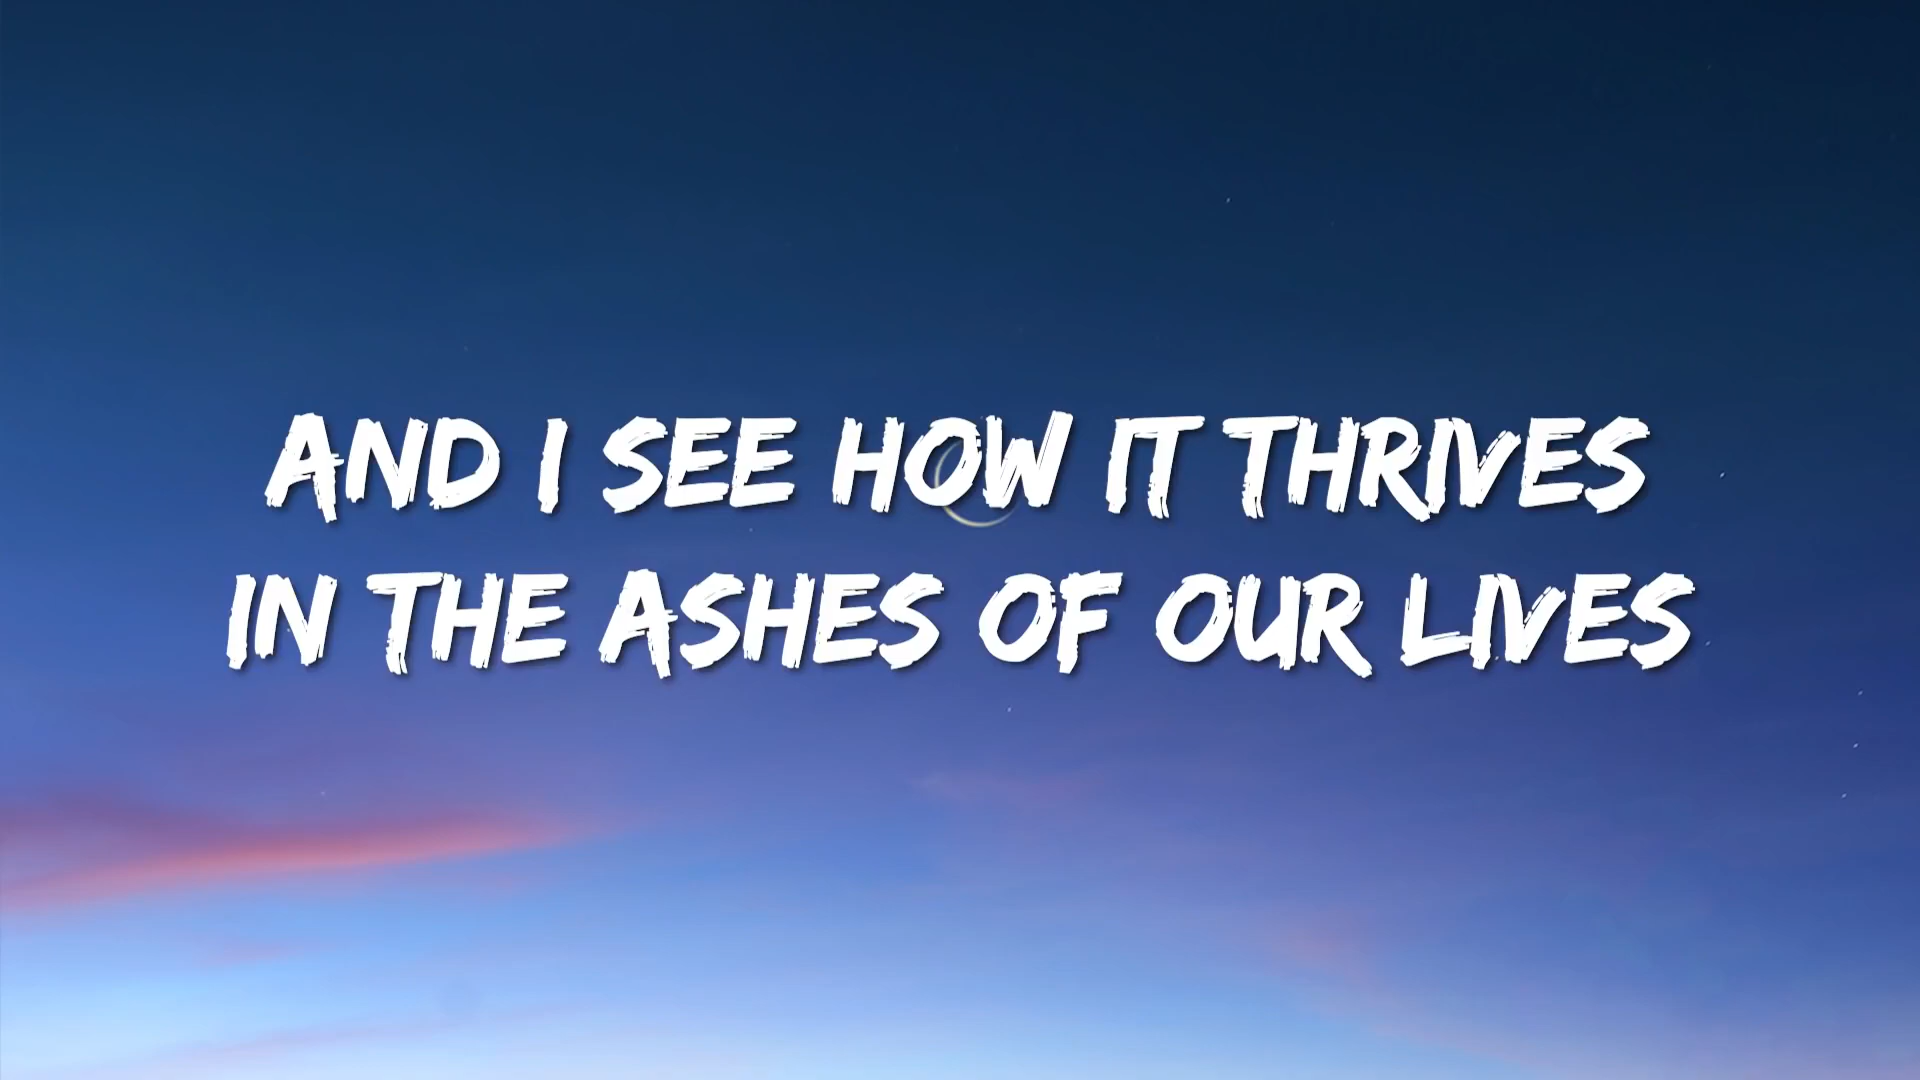 AND I SEE HOW IT THRIVES
IN THE ASHES OF OUR LIVES